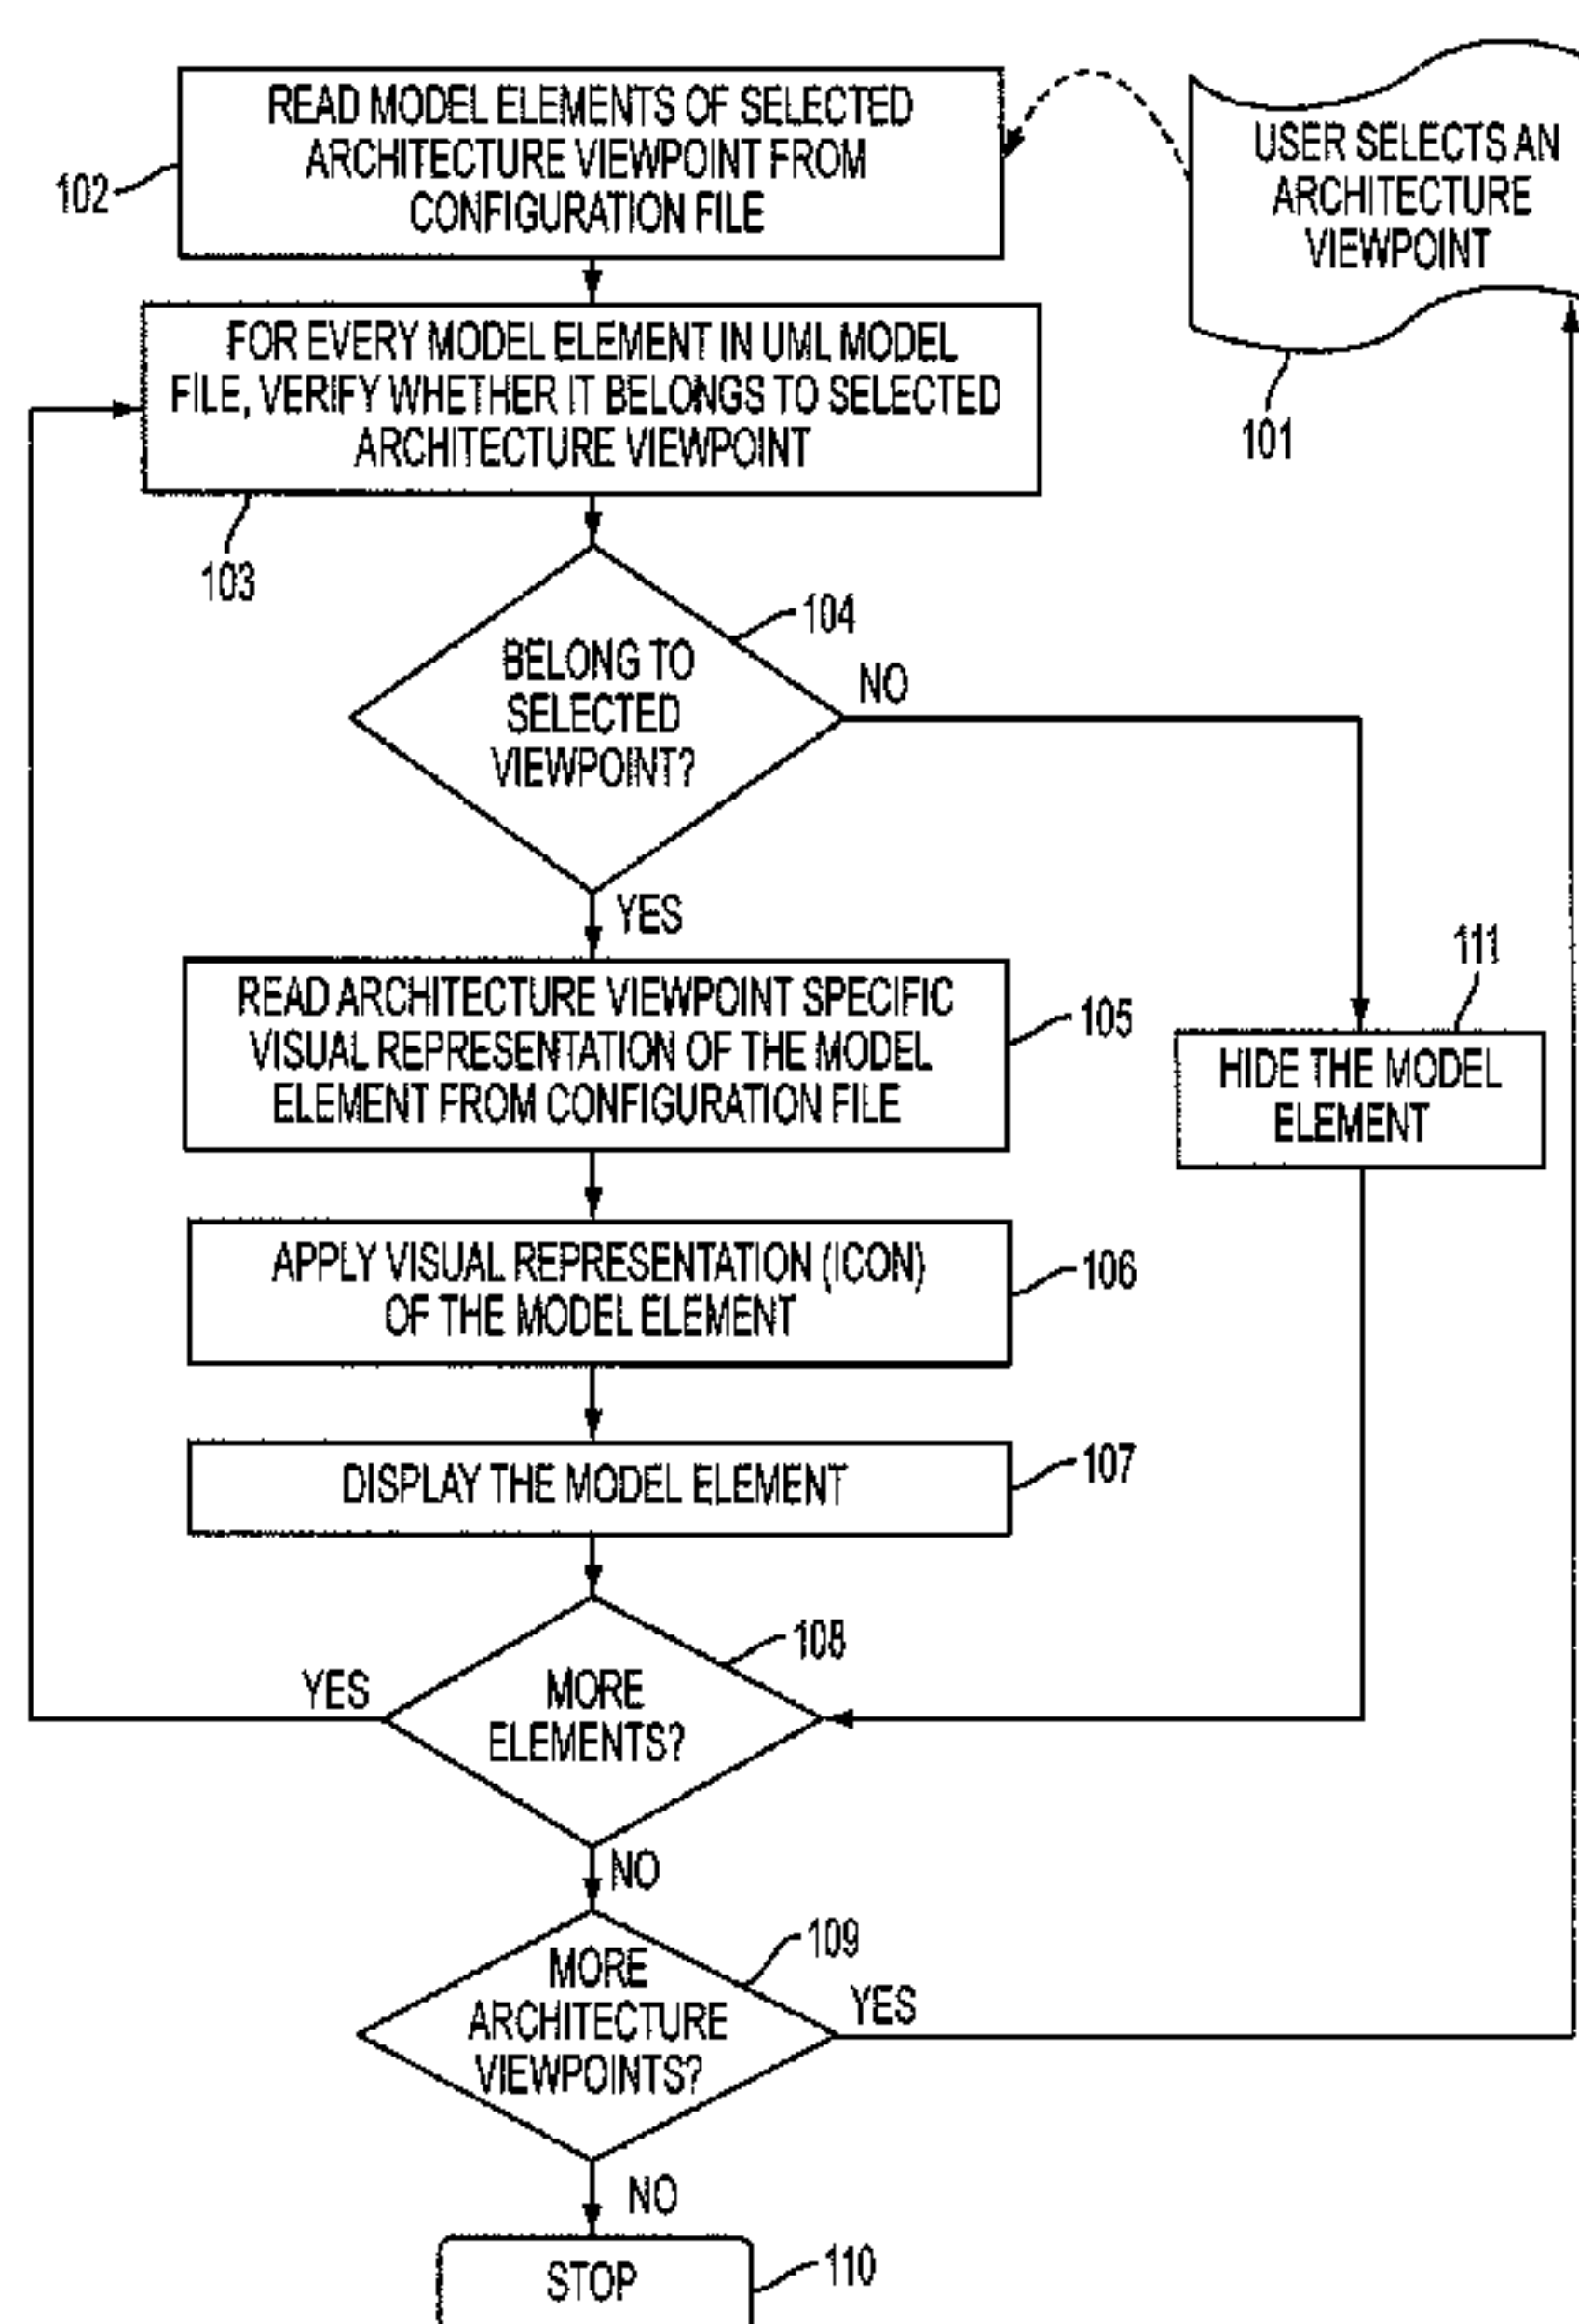 READ MODEL ELEMENTS OF SELECTED
ARCHITECTURE VIEWPOINT FROM
CONFIGURATION FILE
102
USER SELECTS AN
ARCHITECTURE
VIEWPOINT
101
FOR EVERY MODEL ELEMENT IN UML MODEL
FILE, VERIFY WHETHER IT BELONGS TO SELECTED
ARCHITECTURE VIEWPOINT
103
BELONG TO
SELECTED
VIEWPOINT?
104
NO
YES
READ ARCHITECTURE VIEWPOINT SPECIFIC
VISUAL REPRESENTATION OF THE MODEL
ELEMENT FROM CONFIGURATION FILE
105
111
HIDE THE MODEL
ELEMENT
APPLY VISUAL REPRESENTATION (ICON)
OF THE MODEL ELEMENT
106
DISPLAY THE MODEL ELEMENT
107
108
YES
MORE
ELEMENTS?
NO
109
MORE
ARCHITECTURE
VIEWPOINTS?
YES
NO
STOP
110